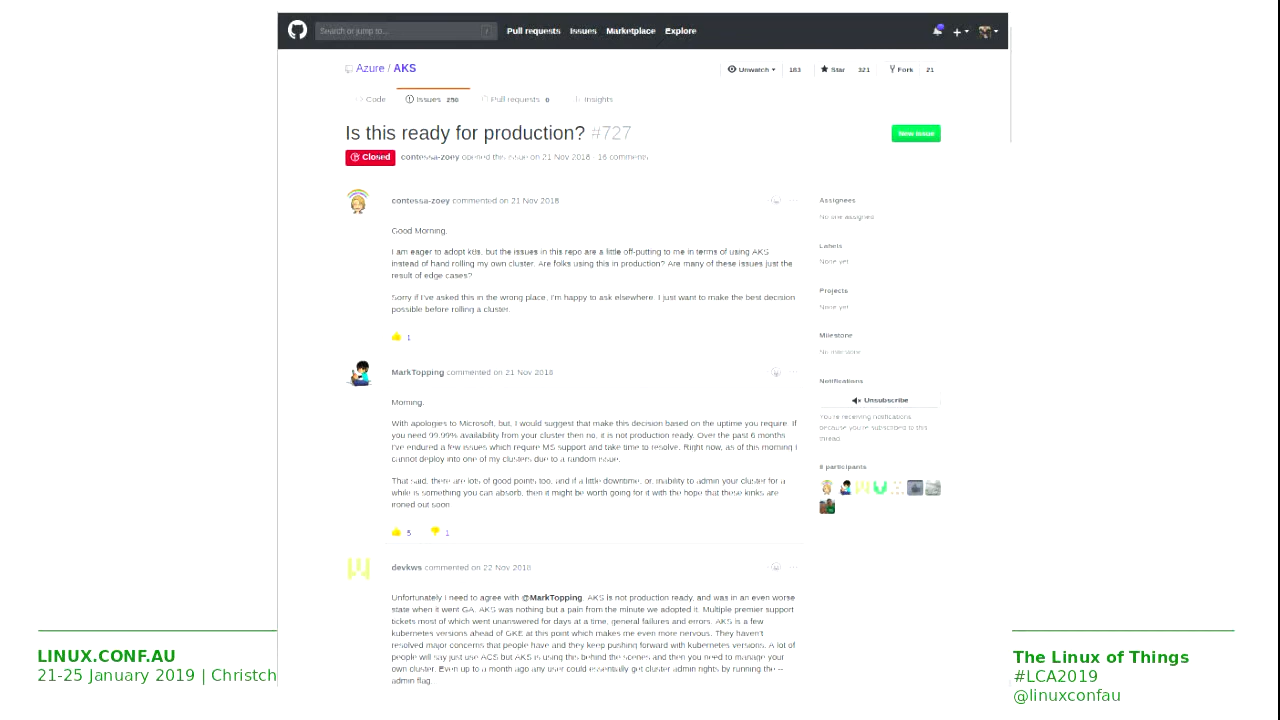 Search or jump to...
/
Pull requests Issues Marketplace Explore
Azure / AKS
Unwatch 183 Star 321 Fork 21
Code Issues 250 Pull requests 0 Insights
Is this ready for production? #727
New issue
Closed contessa-zoey opened this issue on 21 Nov 2018 · 16 comments
contessa-zoey commented on 21 Nov 2018
Good Morning,
I am eager to adopt k8s, but the issues in this repo are a little off-putting to me in terms of using AKS
instead of hand rolling my own cluster. Are folks using this in production? Are many of these issues just the
result of edge cases?
Sorry if I've asked this in the wrong place, I'm happy to ask elsewhere. I just want to make the best decision
possible before rolling a cluster.
1
MarkTopping commented on 21 Nov 2018
Morning.
With apologies to Microsoft, but, I would suggest that make this decision based on the uptime you require. If
you need 99.99% availability from your cluster then no, it is not production ready. Over the past 6 months
I've endured a few issues which require MS support and take time to resolve. Right now, as of this morning I
cannot deploy into one of my clusters due to a random issue.
That said, there are lots of good points too, and if a little downtime, or, inability to admin your cluster for a
while is something you can absorb, then it might be worth going for it with the hope that these kinks are
ironed out soon
5 1
devkws commented on 22 Nov 2018
Unfortunately I need to agree with @MarkTopping. AKS is not production ready, and was in an even worse
state when it went GA. AKS was nothing but a pain from the minute we adopted it. Multiple premier support
tickets most of which went unanswered for days at a time, general failures and errors. AKS is a few
kubernetes versions ahead of GKE at this point which makes me even more nervous. They haven't
resolved major concerns that people have and they keep pushing forward with kubernetes versions. A lot of
people will say just use ACS but AKS is using this behind the scenes and then you need to manage your
own cluster. Even up to a month ago any user could essentially get cluster admin rights by running the --
admin flag.
Assignees
No one assigned
Labels
None yet
Projects
None yet
Milestone
No milestone
Notifications
Unsubscribe
You're receiving notifications
because you're subscribed to this
thread.
8 participants
LINUX.CONF.AU
21-25 January 2019 | Christch
The Linux of Things
#LCA2019
@linuxconfau